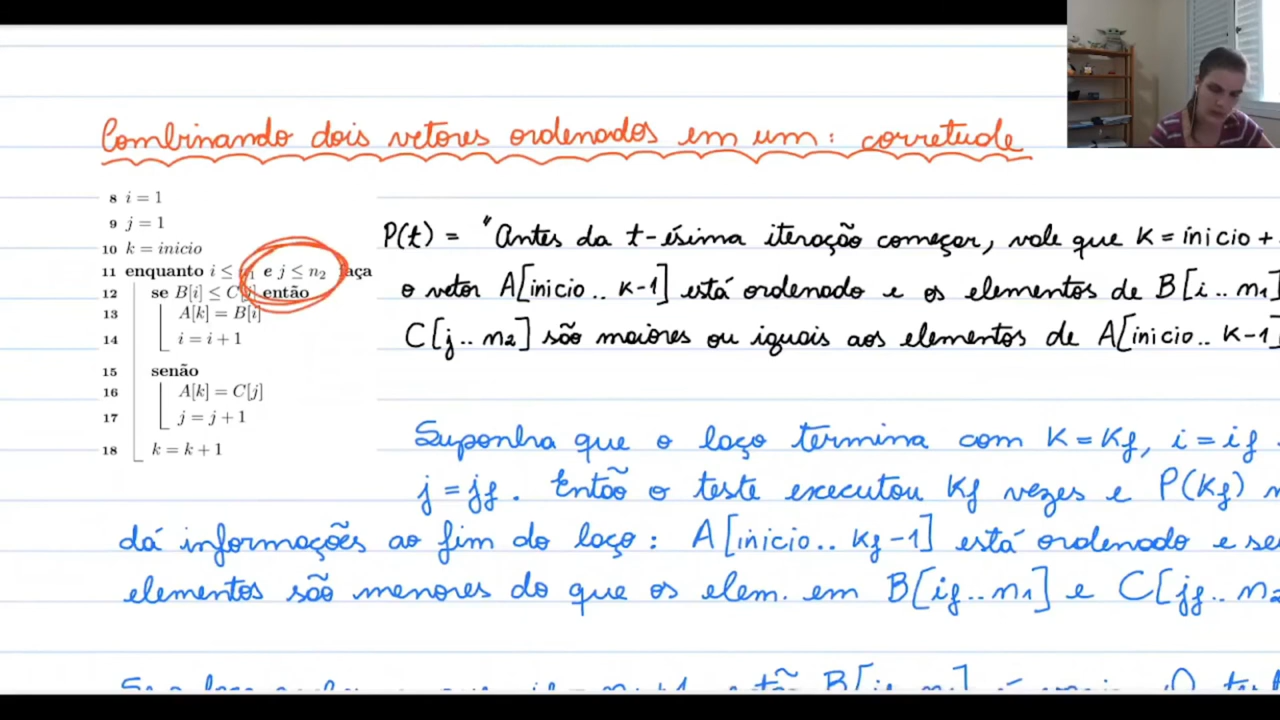 Combinando dois vetores ordenados em um: corretude
8 i = 1
9 j = 1
10 k = inicio
11 enquanto i ≤ n₁ e j ≤ n₂ faça
12 se B[i] ≤ C[j] então
13 A[k] = B[i]
14 i = i + 1
15 senão
16 A[k] = C[j]
17 j = j + 1
18 k = k + 1
P(t) = "Antes da t-ésima iteração começar, vale que K = inicio +
o vetor A[inicio.. K-1] está ordenado e os elementos de B[i.. n₁]
C[j.. n₂] são maiores ou iguais aos elementos de A[inicio.. K-1]
Suponha que o laço termina com K = Kf, i = if
j = jf. Então o teste executou Kf vezes e P(Kf)
dá informações ao fim do laço: A[inicio.. Kf-1] está ordenado e
elementos são menores do que os elem. em B[if.. n₁] e C[jf.. n₂